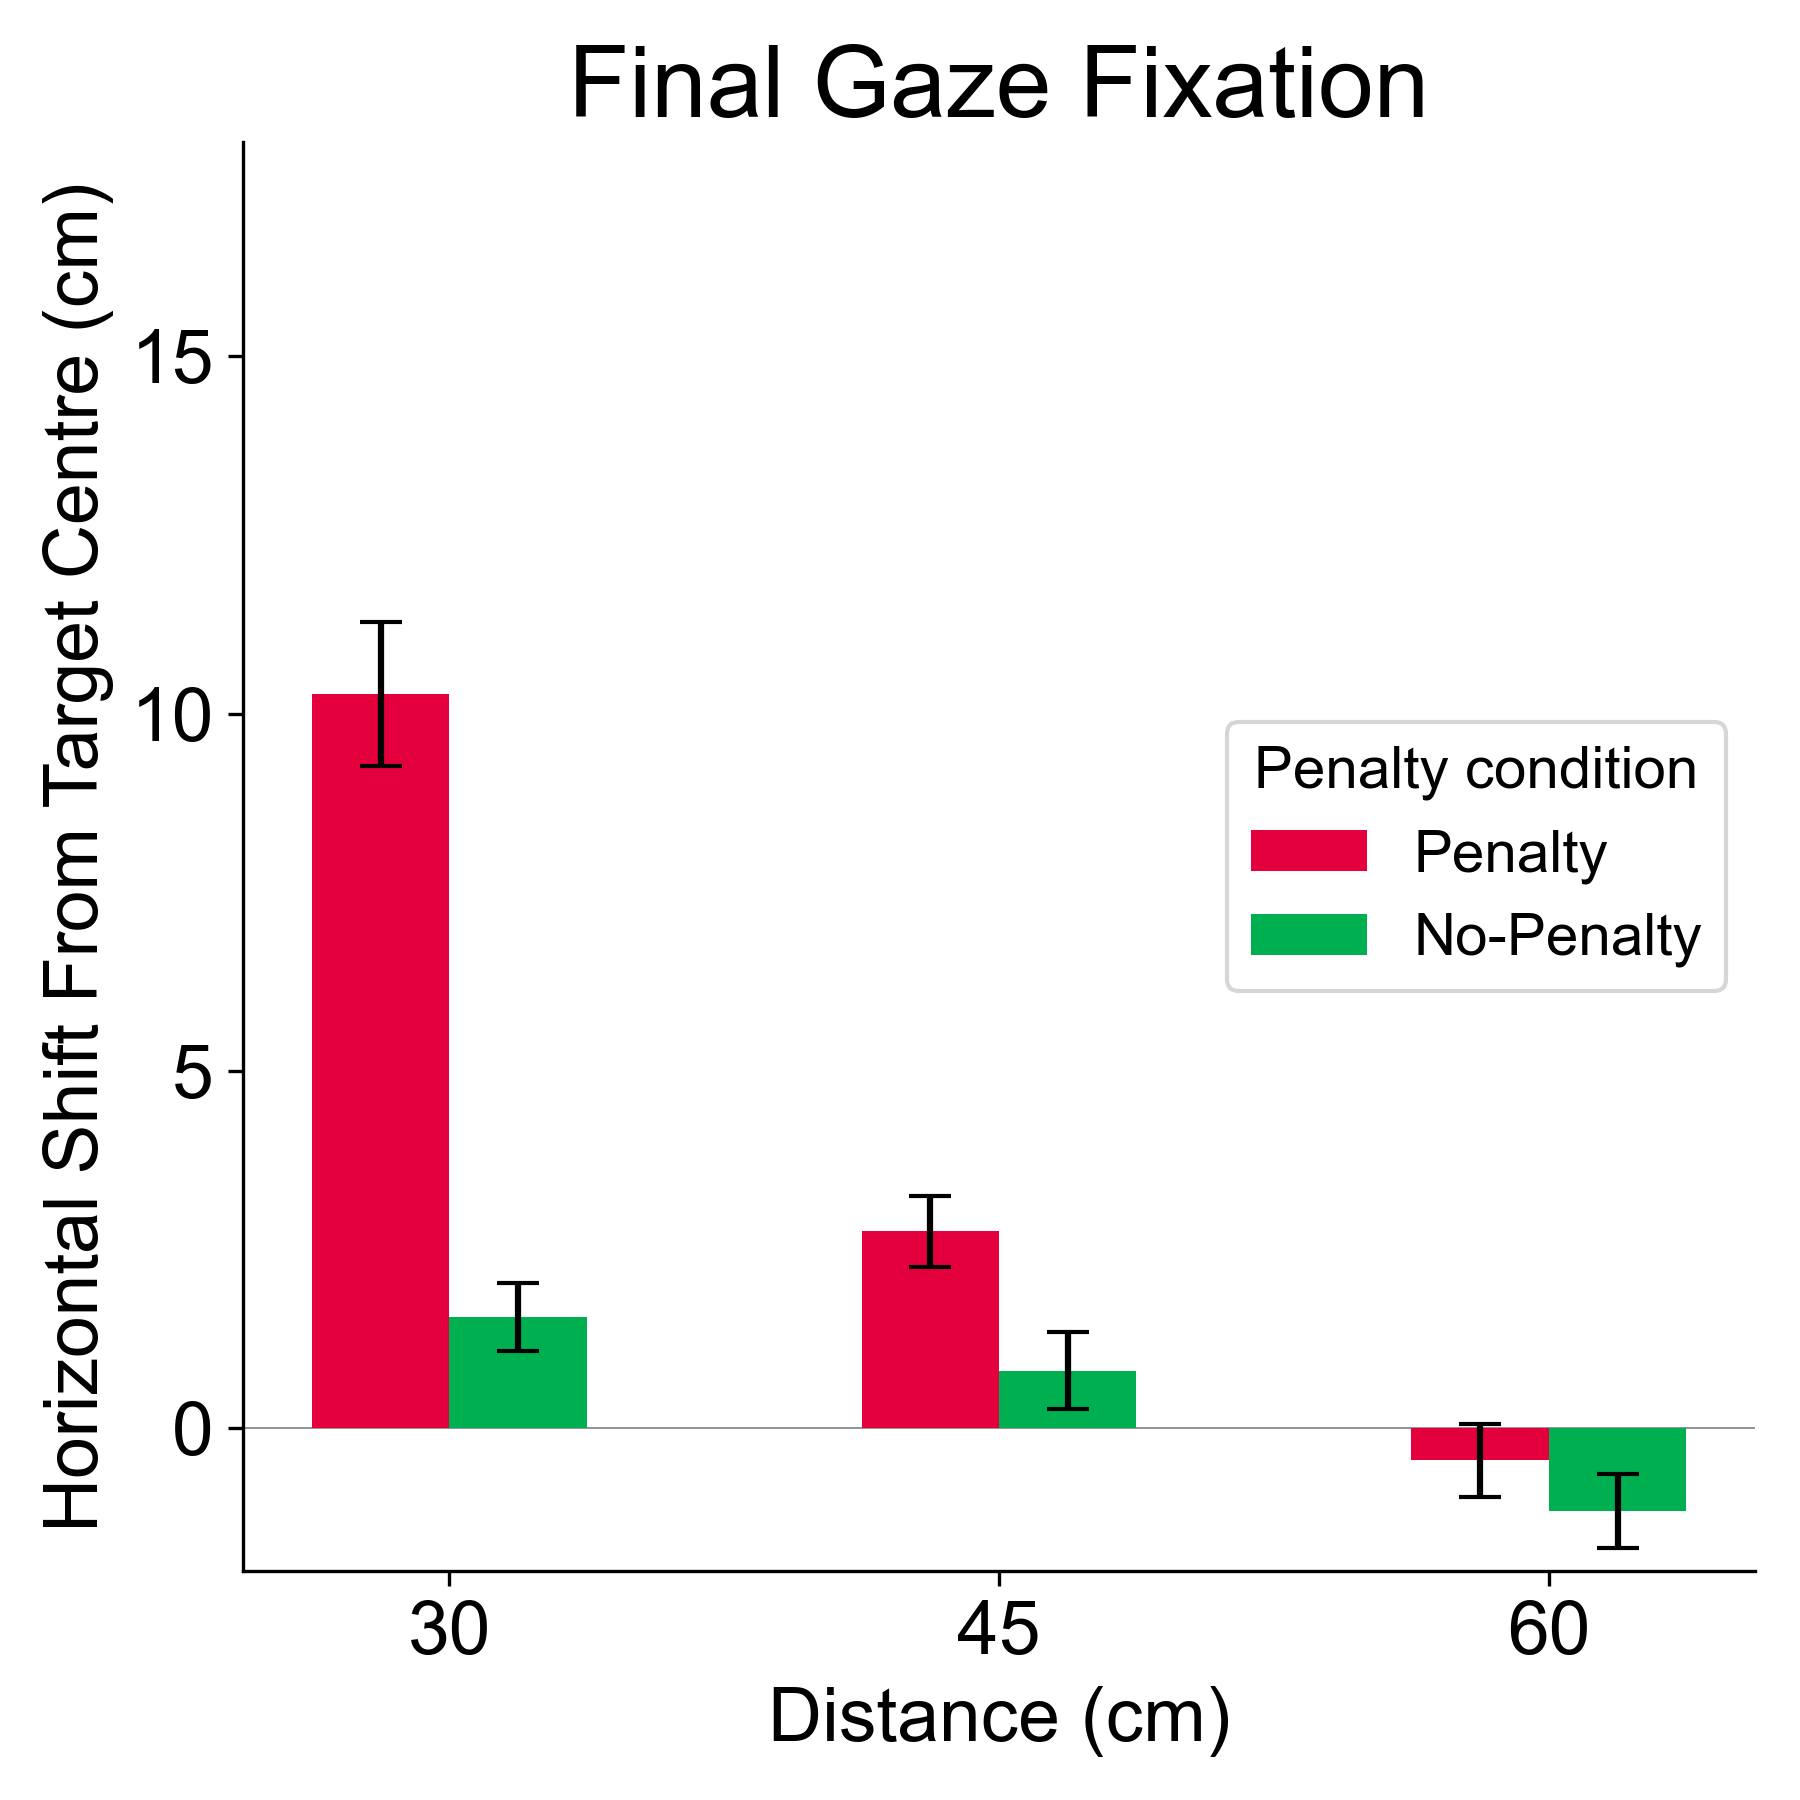 Final Gaze Fixation
Horizontal Shift From Target Centre (cm)
15
10
5
0
Penalty condition
Penalty
No-Penalty
30
45
60
Distance (cm)